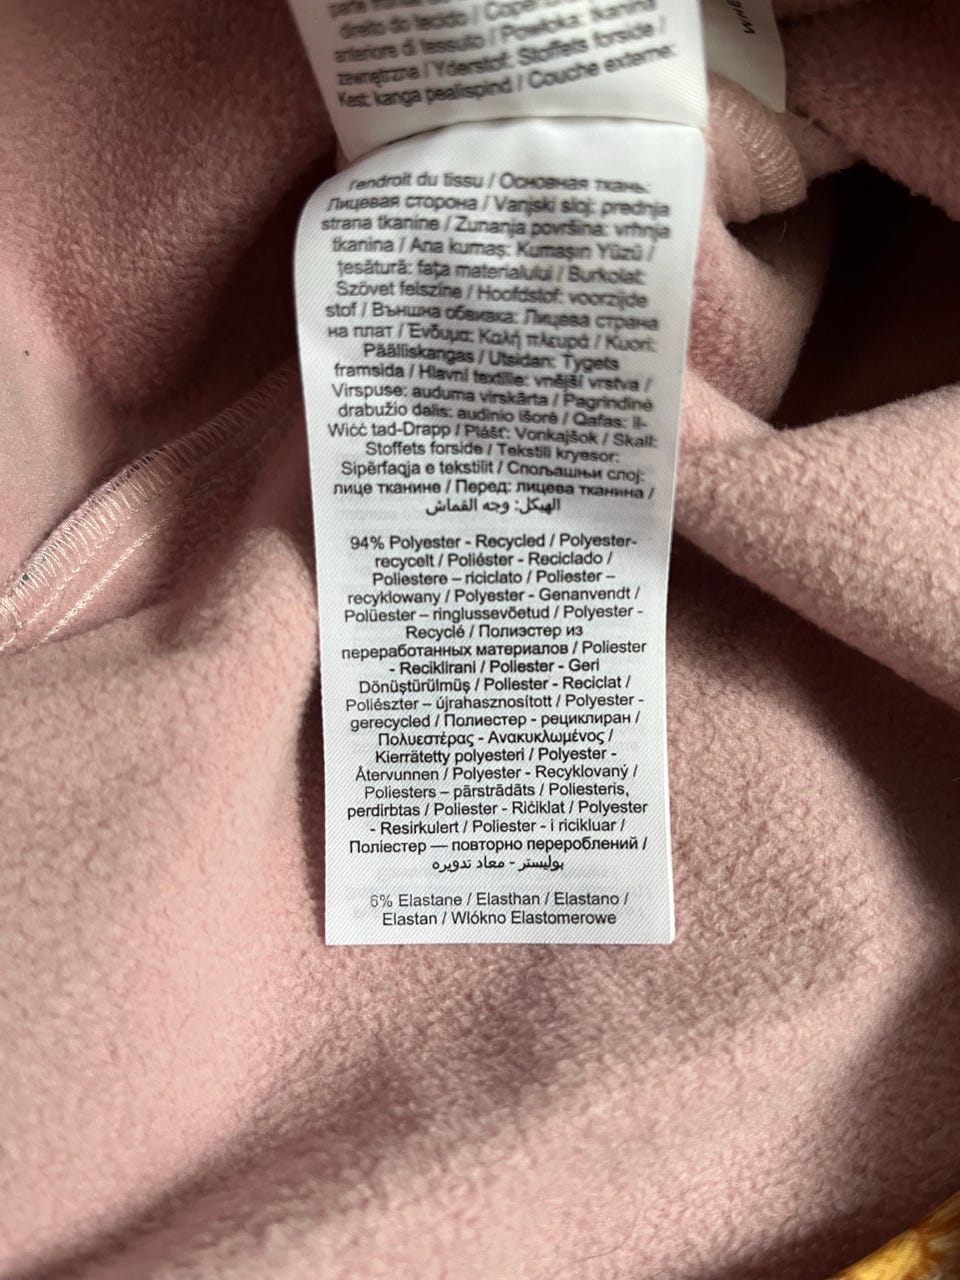 direito do tecido / Coper
anteriore di tessuto / Powłoka: tkanina
zewnętrzna / Yderstof: Stoffets forside /
Kest: kanga pealispind / Couche externe:
l'endroit du tissu / Основная ткань:
Лицевая сторона / Vanjski sloj: prednja
strana tkanine / Zunanja površina: vrhnja
tkanina / Ana kumaş: Kumaşın Yüzü /
ţesătură: faţa materialului / Burkolat:
Szövet felszíne / Hoofdstof: voorzijde
stof / Външна обвивка: Лицева страна
на плат / Ένδυμα: Καλή πλευρά / Kuori:
Päälliskangas / Utsidan: Tygets
framsida / Hlavní textilie: vnější vrstva /
Virspuse: auduma virskārta / Pagrindinė
drabužio dalis: audinio išorė / Qafas: il-
Wiċċ tad-Drapp / Plášť: Vonkajšok / Skall:
Stoffets forside / Tekstili kryesor:
Sipërfaqja e tekstilit / Спољашњи слој:
лице тканине / Перед: лицева тканина /
الهيكل: وجه القماش
94% Polyester - Recycled / Polyester-
recycelt / Poliéster - Reciclado /
Poliestere – riciclato / Poliester –
recyklowany / Polyester - Genanvendt /
Polüester – ringlussevõetud / Polyester -
Recyclé / Полиэстер из
переработанных материалов / Poliester
- Reciklirani / Poliester - Geri
Dönüştürülmüş / Poliester - Reciclat /
Poliészter – újrahasznosított / Polyester -
gerecycled / Полиестер - рециклиран /
Πολυεστέρας - Ανακυκλωμένος /
Kierrätetty polyesteri / Polyester -
Återvunnen / Polyester - Recyklovaný /
Poliesters – pārstrādāts / Poliesteris,
perdirbtas / Poliester - Riċiklat / Polyester
- Resirkulert / Poliester - i ricikluar /
Поліестер — повторно перероблений /
بوليستر - معاد تدويره
6% Elastane / Elasthan / Elastano /
Elastan / Wlókno Elastomerowe